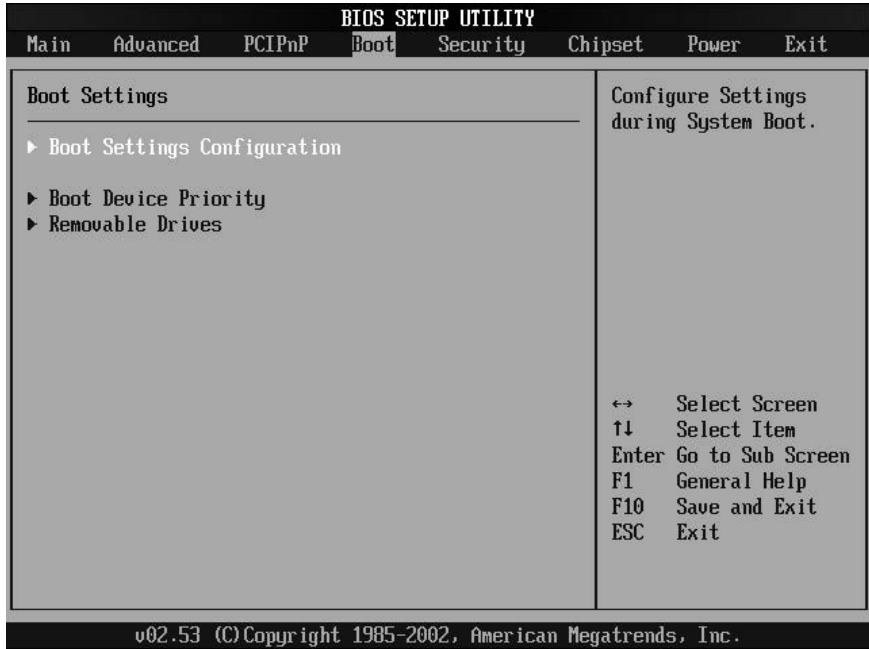 BIOS SETUP UTILITY
Main Advanced PCIPnP Boot Security Chipset Power Exit
Boot Settings
▶ Boot Settings Configuration
▶ Boot Device Priority
▶ Removable Drives
Configure Settings
during System Boot.
↔ Select Screen
↑↓ Select Item
Enter Go to Sub Screen
F1 General Help
F10 Save and Exit
ESC Exit
v02.53 (C)Copyright 1985-2002, American Megatrends, Inc.